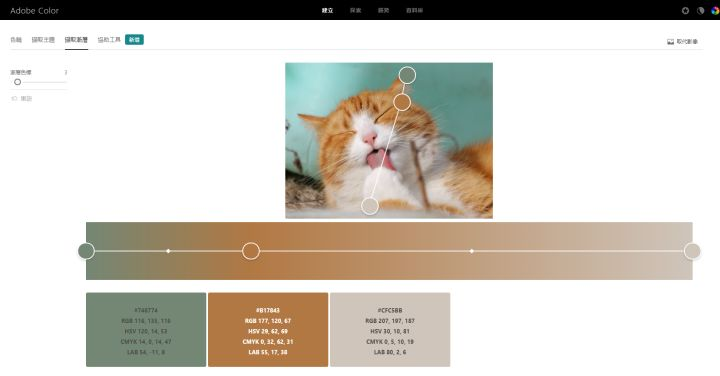 Adobe Color
建立 探索 趨勢 資料庫
色輪 擷取主題 擷取漸層 協助工具 新增
取代影像
漸層色標 3
#748774
RGB 116, 135, 116
HSV 120, 14, 53
CMYK 14, 0, 14, 47
LAB 54, -11, 8
#B17843
RGB 177, 120, 67
HSV 29, 62, 69
CMYK 0, 32, 62, 31
LAB 55, 17, 38
#CFC5BB
RGB 207, 197, 187
HSV 30, 10, 81
CMYK 0, 5, 10, 19
LAB 80, 2, 6